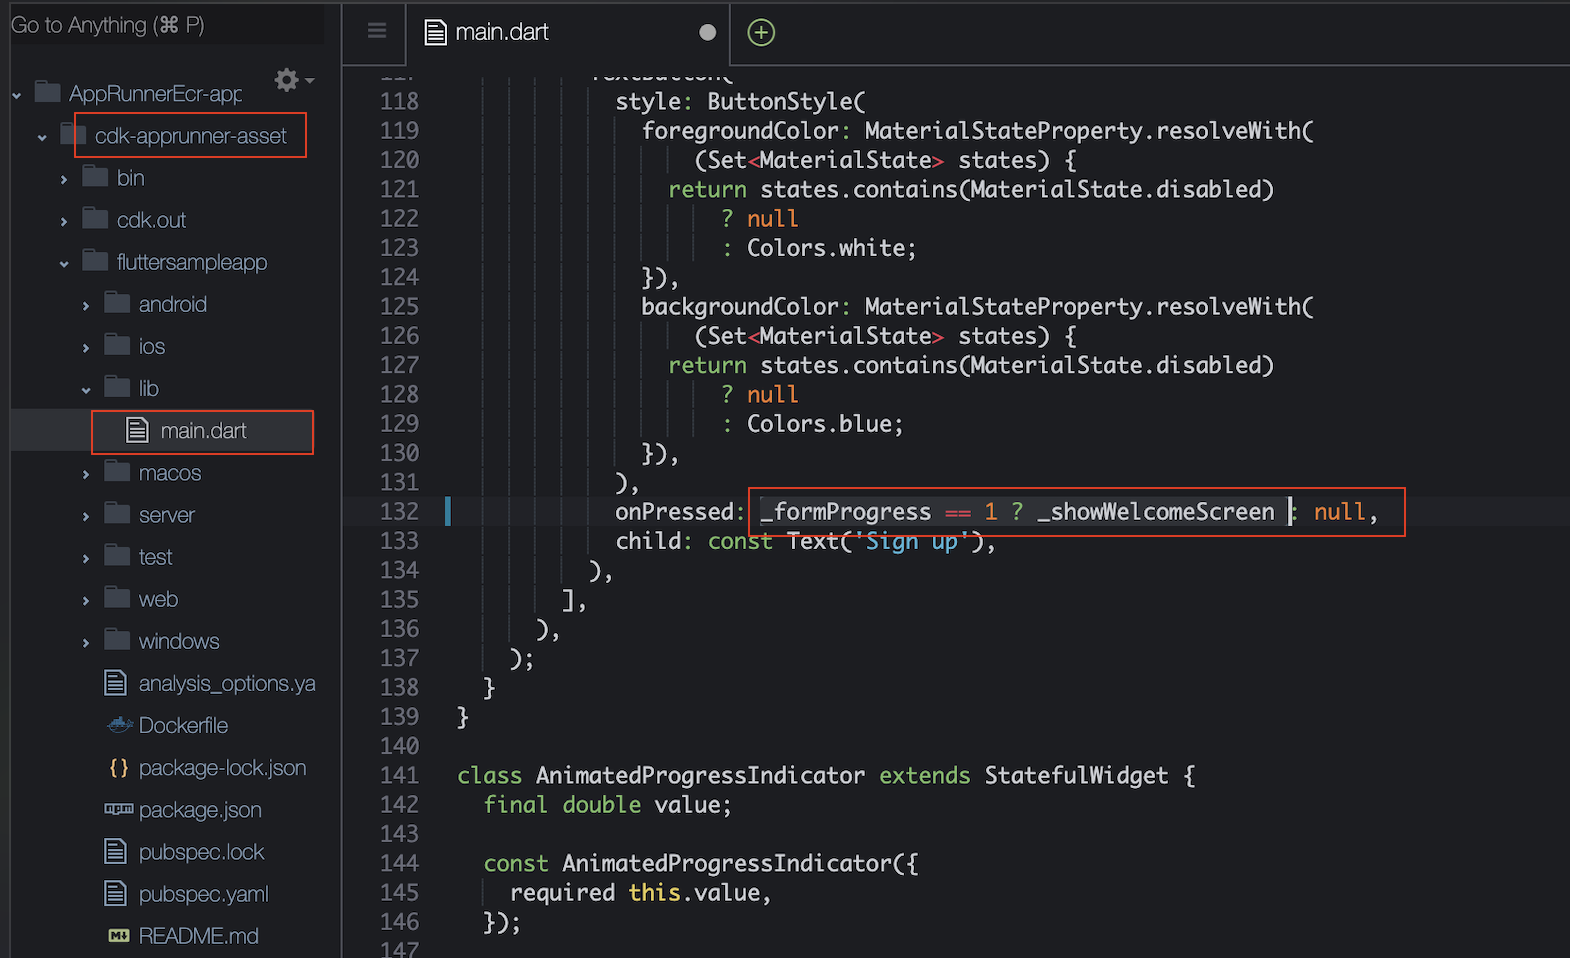 Go to Anything (⌘ P)
AppRunnerEcr-app
cdk-apprunner-asset
bin
cdk.out
fluttersampleapp
android
ios
lib
main.dart
macos
server
test
web
windows
analysis_options.ya
Dockerfile
{} package-lock.json
npm package.json
pubspec.lock
pubspec.yaml
M↓ README.md
main.dart
117 TextButton(
118 style: ButtonStyle(
119 foregroundColor: MaterialStateProperty.resolveWith(
120 (Set<MaterialState> states) {
121 return states.contains(MaterialState.disabled)
122 ? null
123 : Colors.white;
124 }),
125 backgroundColor: MaterialStateProperty.resolveWith(
126 (Set<MaterialState> states) {
127 return states.contains(MaterialState.disabled)
128 ? null
129 : Colors.blue;
130 }),
131 ),
132 onPressed: _formProgress == 1 ? _showWelcomeScreen : null,
133 child: const Text('Sign up'),
134 ),
135 ],
136 ),
137 );
138 }
139 }
140
141 class AnimatedProgressIndicator extends StatefulWidget {
142 final double value;
143
144 const AnimatedProgressIndicator({
145 required this.value,
146 });
147